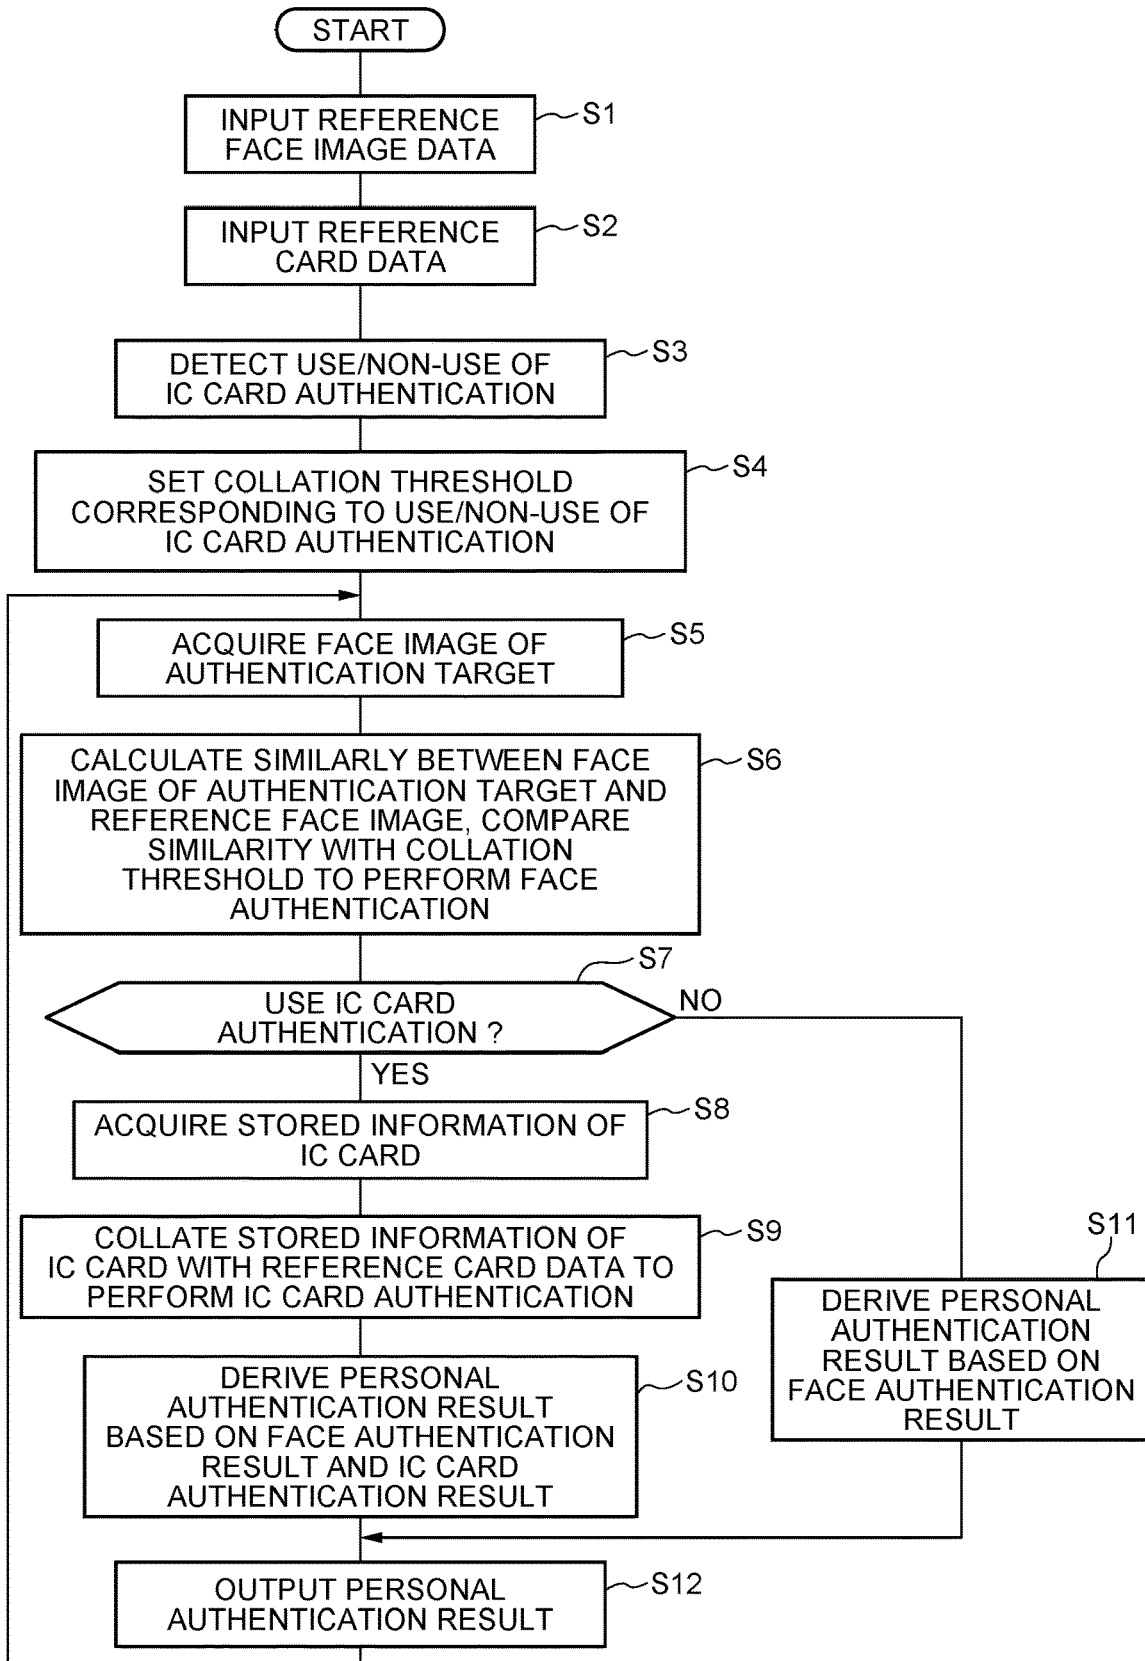 START
S1
INPUT REFERENCE
FACE IMAGE DATA
S2
INPUT REFERENCE
CARD DATA
S3
DETECT USE/NON-USE OF
IC CARD AUTHENTICATION
S4
SET COLLATION THRESHOLD
CORRESPONDING TO USE/NON-USE OF
IC CARD AUTHENTICATION
S5
ACQUIRE FACE IMAGE OF
AUTHENTICATION TARGET
S6
CALCULATE SIMILARLY BETWEEN FACE
IMAGE OF AUTHENTICATION TARGET AND
REFERENCE FACE IMAGE, COMPARE
SIMILARITY WITH COLLATION
THRESHOLD TO PERFORM FACE
AUTHENTICATION
S7
USE IC CARD
AUTHENTICATION ?
NO
YES
S8
ACQUIRE STORED INFORMATION OF
IC CARD
S9
COLLATE STORED INFORMATION OF
IC CARD WITH REFERENCE CARD DATA TO
PERFORM IC CARD AUTHENTICATION
S10
DERIVE PERSONAL
AUTHENTICATION RESULT
BASED ON FACE AUTHENTICATION
RESULT AND IC CARD
AUTHENTICATION RESULT
S11
DERIVE PERSONAL
AUTHENTICATION
RESULT BASED ON
FACE AUTHENTICATION
RESULT
S12
OUTPUT PERSONAL
AUTHENTICATION RESULT